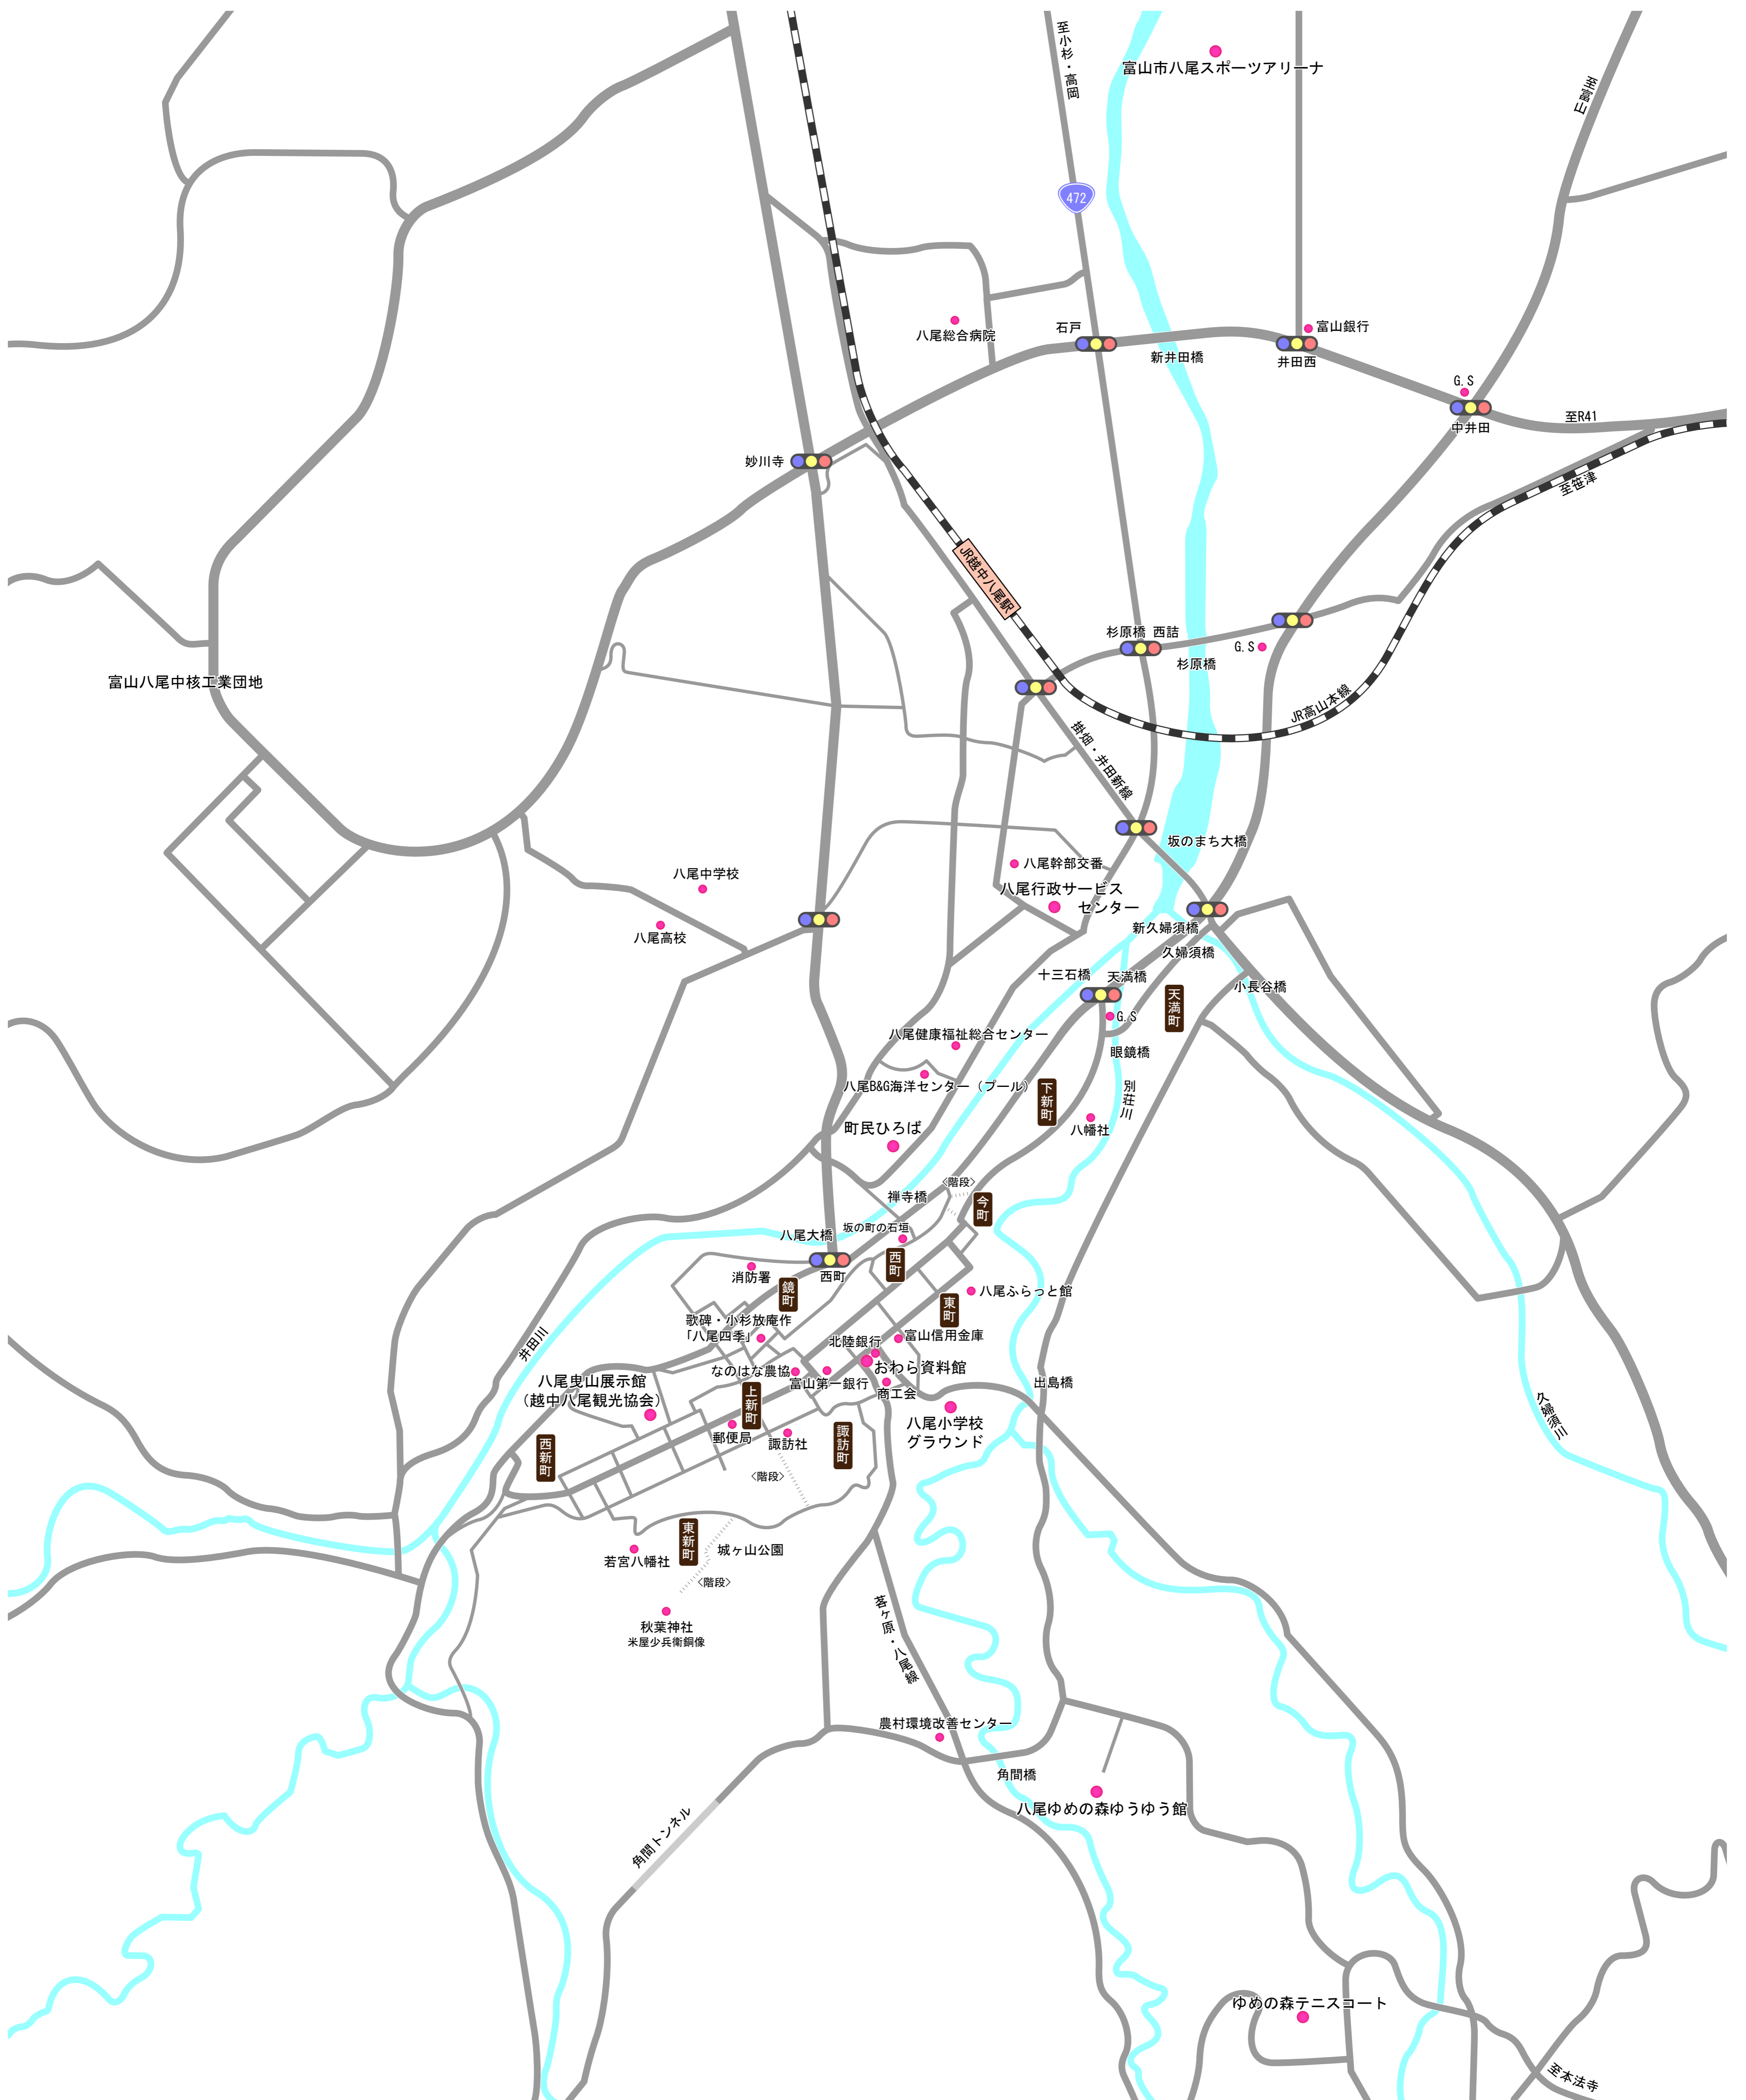 至小杉・高岡
富山市八尾スポーツアリーナ
至富山
472
八尾総合病院
石戸
新井田橋
富山銀行
井田西
G.S
中井田
至R41
至笹津
妙川寺
JR越中八尾駅
杉原橋 西詰
杉原橋
G.S
富山八尾中核工業団地
JR高山本線
掛畑・井田新線
坂のまち大橋
八尾幹部交番
八尾行政サービス
センター
八尾中学校
八尾高校
新久婦須橋
久婦須橋
十三石橋
天満橋
小長谷橋
天満町
G.S
八尾健康福祉総合センター
眼鏡橋
八尾B&G海洋センター（プール）
下新町
別荘川
町民ひろば
八幡社
〈階段〉
禅寺橋
今町
坂の町の石垣
八尾大橋
西町
消防署
西町
鏡町
八尾ふらっと館
東町
歌碑・小杉放庵作
「八尾四季」
北陸銀行
富山信用金庫
井田川
なのはな農協
おわら資料館
富山第一銀行
商工会
八尾曳山展示館
（越中八尾観光協会）
出島橋
上新町
八尾小学校
グラウンド
久婦須川
郵便局
諏訪社
諏訪町
西新町
〈階段〉
東新町
城ヶ山公園
若宮八幡社
〈階段〉
秋葉神社
米屋少兵衛銅像
茗ヶ原・八尾線
農村環境改善センター
角間橋
八尾ゆめの森ゆうゆう館
角間トンネル
ゆめの森テニスコート
至本法寺